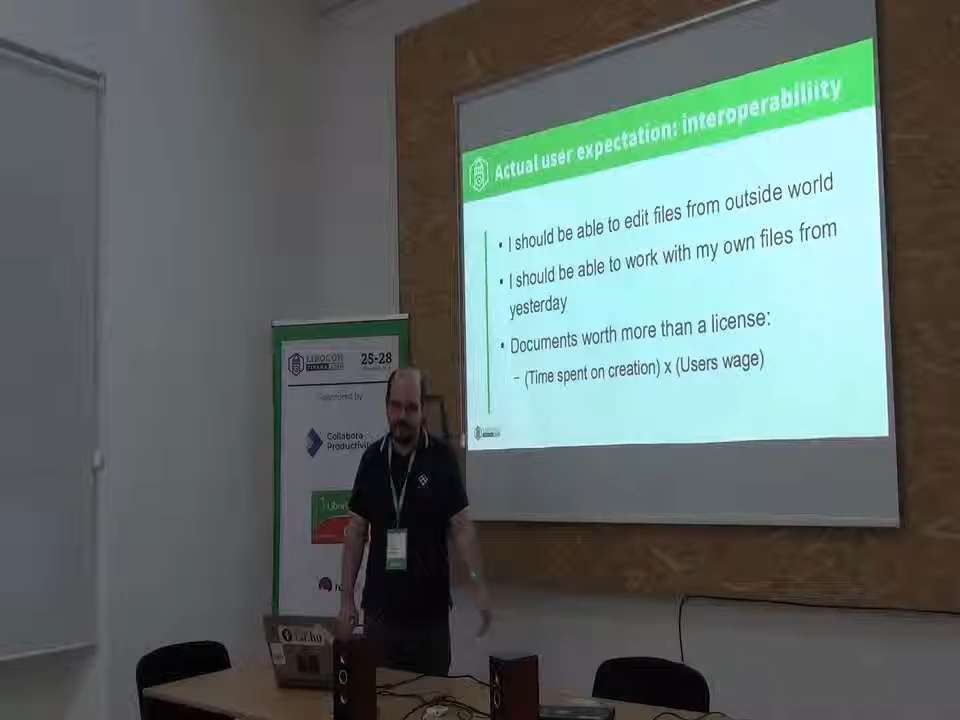 Actual user expectation: interoperabiliity
• I should be able to edit files from outside world
• I should be able to work with my own files from
yesterday
• Documents worth more than a license:
– (Time spent on creation) x (Users wage)
LIBOCON
25-28
Sponsored by
Collabora
Productivity